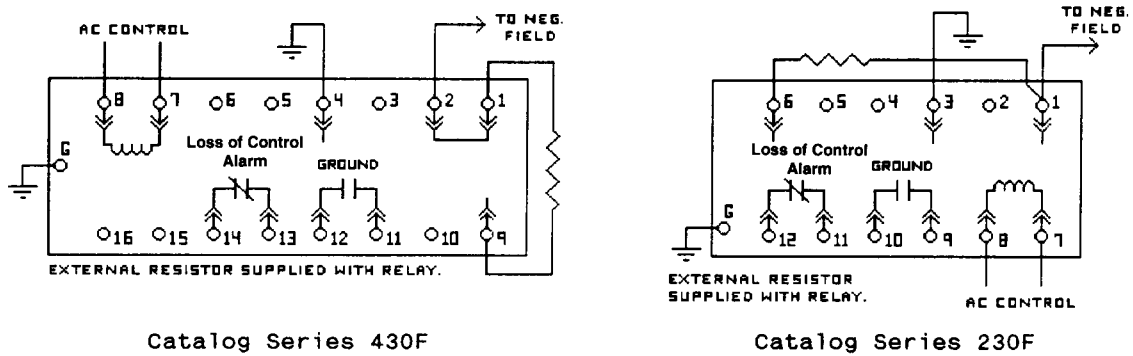 AC CONTROL
TO NEG.
FIELD
8 7 6 5 4 3 2 1
G
Loss of Control
Alarm
GROUND
16 15 14 13 12 11 10 9
EXTERNAL RESISTOR SUPPLIED WITH RELAY.
Catalog Series 430F
TO NEG.
FIELD
6 5 4 3 2 1
Loss of Control
Alarm
GROUND
G
12 11 10 9 8 7
EXTERNAL RESISTOR
SUPPLIED WITH RELAY.
AC CONTROL
Catalog Series 230F